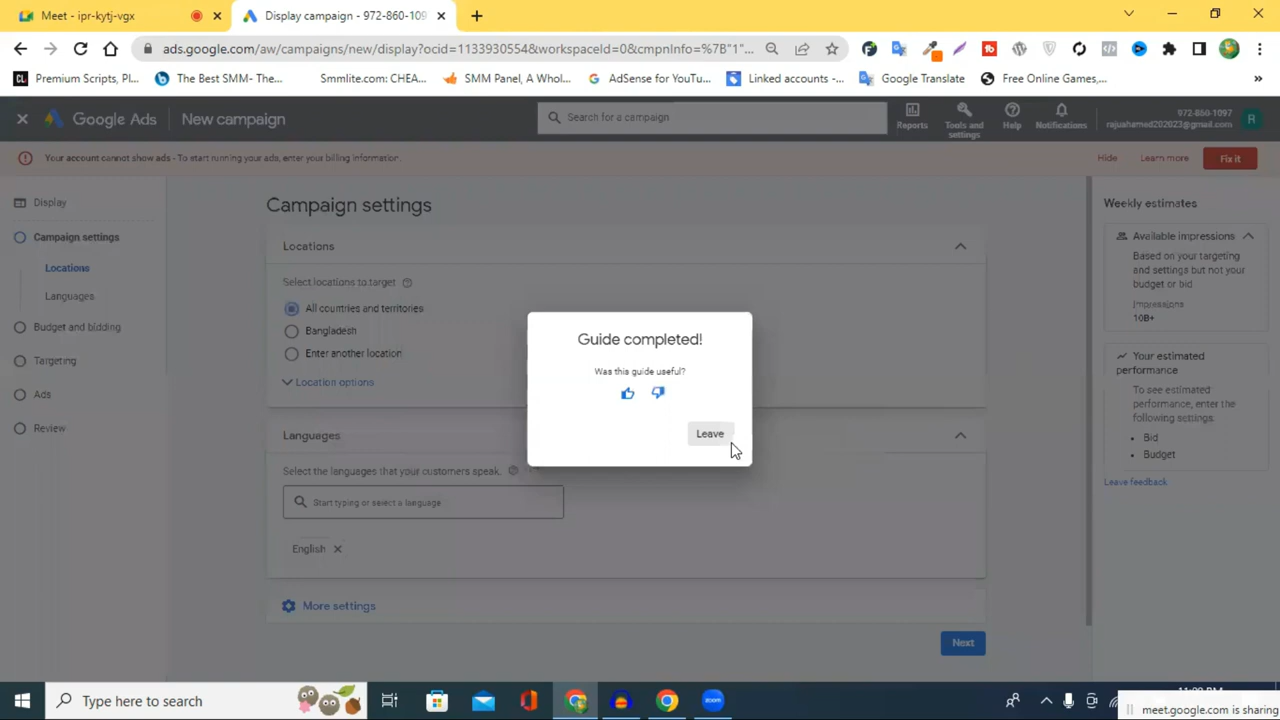 Meet - ipr-kytj-vgx
Display campaign - 972-860-109
ads.google.com/aw/campaigns/new/display?ocid=1133930554&workspaceId=0&cmpnInfo=%7B"1"...
Premium Scripts, Pl...
The Best SMM- The...
Smmlite.com: CHEA...
SMM Panel, A Whol...
AdSense for YouTu...
Linked accounts -...
Google Translate
Free Online Games,...
Google Ads
New campaign
Search for a campaign
Reports
Tools and
settings
Help
Notifications
972-860-1097
rajuahamed202023@gmail.com
R
Your account cannot show ads - To start running your ads, enter your billing information.
Hide
Learn more
Fix it
Display
Campaign settings
Locations
Languages
Budget and bidding
Targeting
Ads
Review
Campaign settings
Locations
Select locations to target
All countries and territories
Bangladesh
Enter another location
Location options
Languages
Select the languages that your customers speak.
Start typing or select a language
English
More settings
Next
Guide completed!
Was this guide useful?
Leave
Weekly estimates
Available impressions
Based on your targeting
and settings but not your
budget or bid
Impressions
10B+
Your estimated
performance
To see estimated
performance, enter the
following settings:
Bid
Budget
Leave feedback
Type here to search
zoom
meet.google.com is sharing